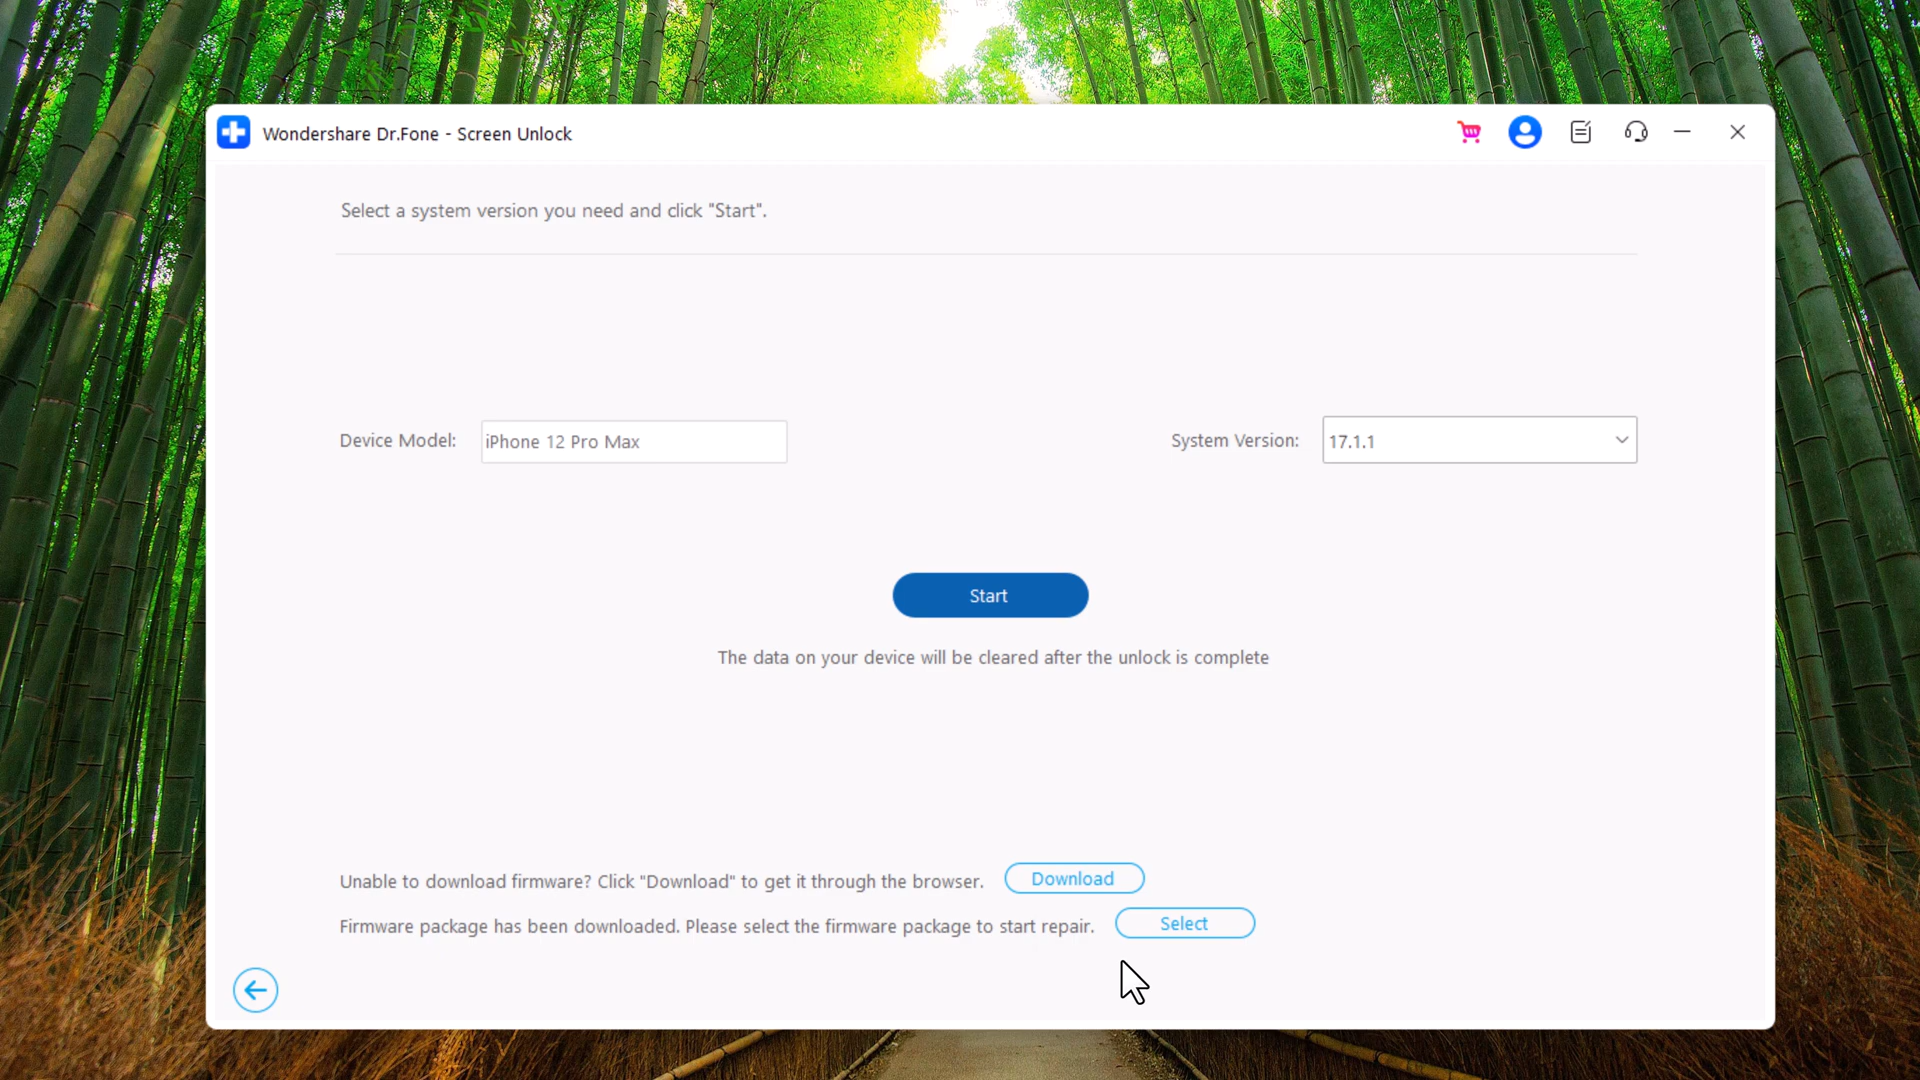 Wondershare Dr.Fone - Screen Unlock
Select a system version you need and click "Start".
Device Model: iPhone 12 Pro Max System Version: 17.1.1
Start
The data on your device will be cleared after the unlock is complete
Unable to download firmware? Click "Download" to get it through the browser. Download
Firmware package has been downloaded. Please select the firmware package to start repair. Select